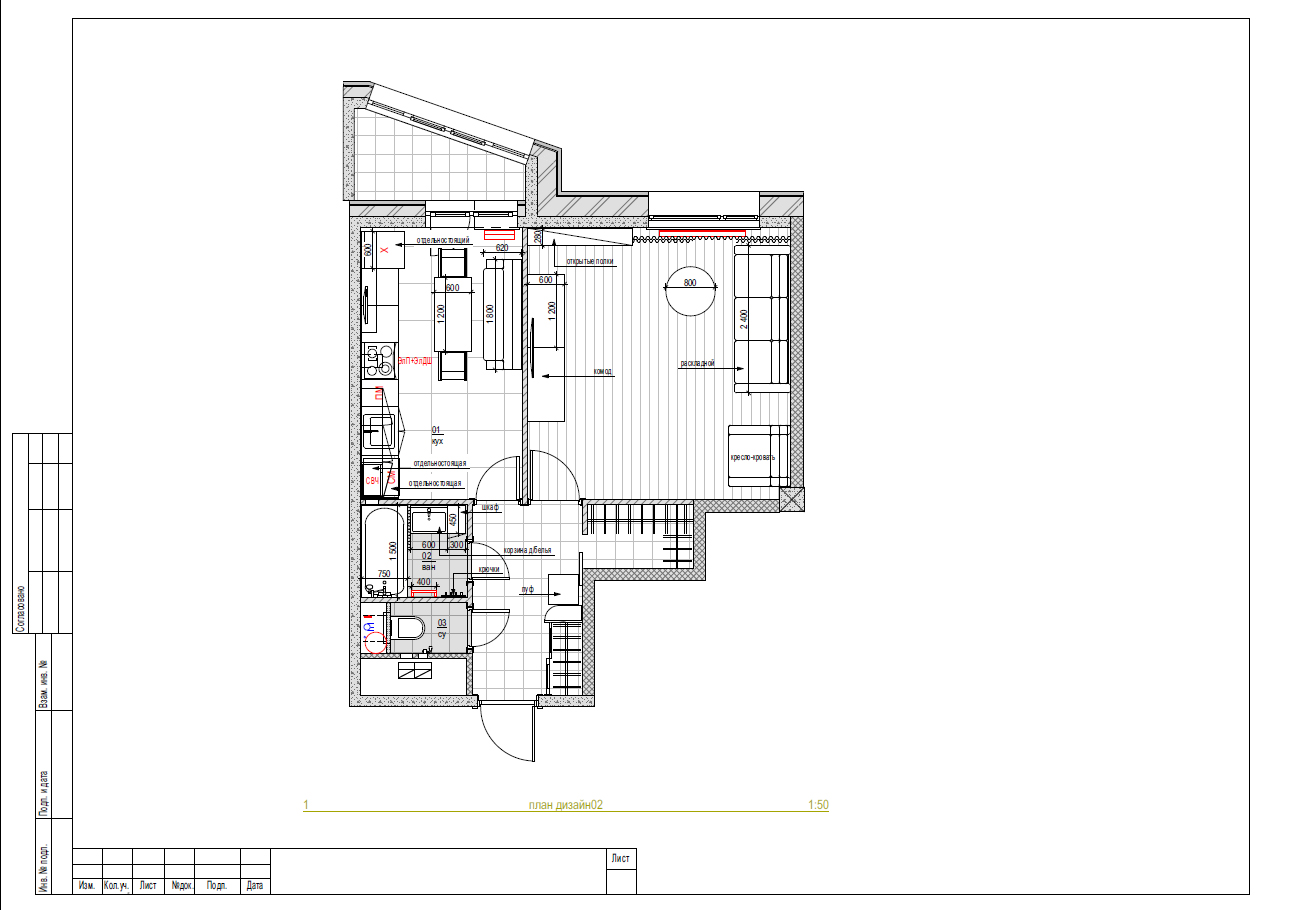 600
X
отдельностоящий
620
280
открытые полки
600
1 200
1 800
600
1 200
800
2 400
ЭлП+ЭлДШ
комод
раскладной
ПМ
01
кух
отдельностоящая
СВЧ
СМ
отдельностоящая
кресло-кровать
шкаф
450
1 500
600
300
корзина д/белья
02
ван
750
400
крючки
пуф
03
су
1
план дизайн02
1:50
Согласовано
Взам. инв. №
Подп. и дата
Инв. № подл.
Изм.
Кол.уч.
Лист
№док.
Подп.
Дата
Лист